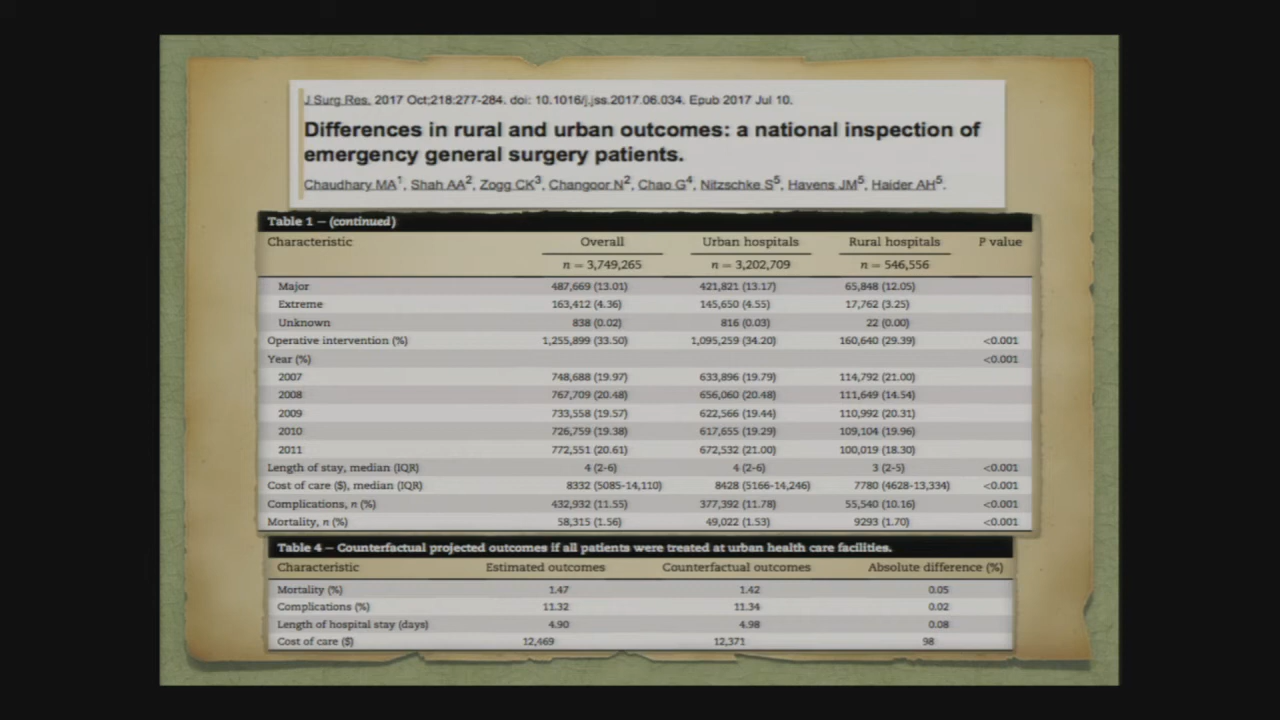 J Surg Res. 2017 Oct;218:277-284. doi: 10.1016/j.jss.2017.06.034. Epub 2017 Jul 10.
Differences in rural and urban outcomes: a national inspection of
emergency general surgery patients.
Chaudhary MA1, Shah AA2, Zogg CK3, Changoor N2, Chao G4, Nitzschke S5, Havens JM5, Haider AH5.
Table 1 – (continued)
Characteristic Overall Urban hospitals Rural hospitals P value
n = 3,749,265 n = 3,202,709 n = 546,556
Major 487,669 (13.01) 421,821 (13.17) 65,848 (12.05)
Extreme 163,412 (4.36) 145,650 (4.55) 17,762 (3.25)
Unknown 838 (0.02) 816 (0.03) 22 (0.00)
Operative intervention (%) 1,255,899 (33.50) 1,095,259 (34.20) 160,640 (29.39) <0.001
Year (%) <0.001
2007 748,688 (19.97) 633,896 (19.79) 114,792 (21.00)
2008 767,709 (20.48) 656,060 (20.48) 111,649 (14.54)
2009 733,558 (19.57) 622,566 (19.44) 110,992 (20.31)
2010 726,759 (19.38) 617,655 (19.29) 109,104 (19.96)
2011 772,551 (20.61) 672,532 (21.00) 100,019 (18.30)
Length of stay, median (IQR) 4 (2-6) 4 (2-6) 3 (2-5) <0.001
Cost of care ($), median (IQR) 8332 (5085-14,110) 8428 (5166-14,246) 7780 (4628-13,334) <0.001
Complications, n (%) 432,932 (11.55) 377,392 (11.78) 55,540 (10.16) <0.001
Mortality, n (%) 58,315 (1.56) 49,022 (1.53) 9293 (1.70) <0.001
Table 4 – Counterfactual projected outcomes if all patients were treated at urban health care facilities.
Characteristic Estimated outcomes Counterfactual outcomes Absolute difference (%)
Mortality (%) 1.47 1.42 0.05
Complications (%) 11.32 11.34 0.02
Length of hospital stay (days) 4.90 4.98 0.08
Cost of care ($) 12,469 12,371 98